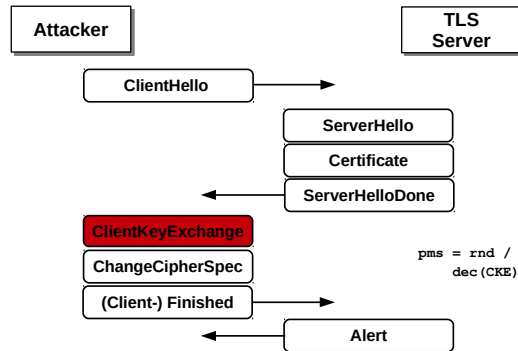 Attacker
TLS
Server
ClientHello
ServerHello
Certificate
ServerHelloDone
ClientKeyExchange
ChangeCipherSpec
pms = rnd /
dec(CKE)
(Client-) Finished
Alert